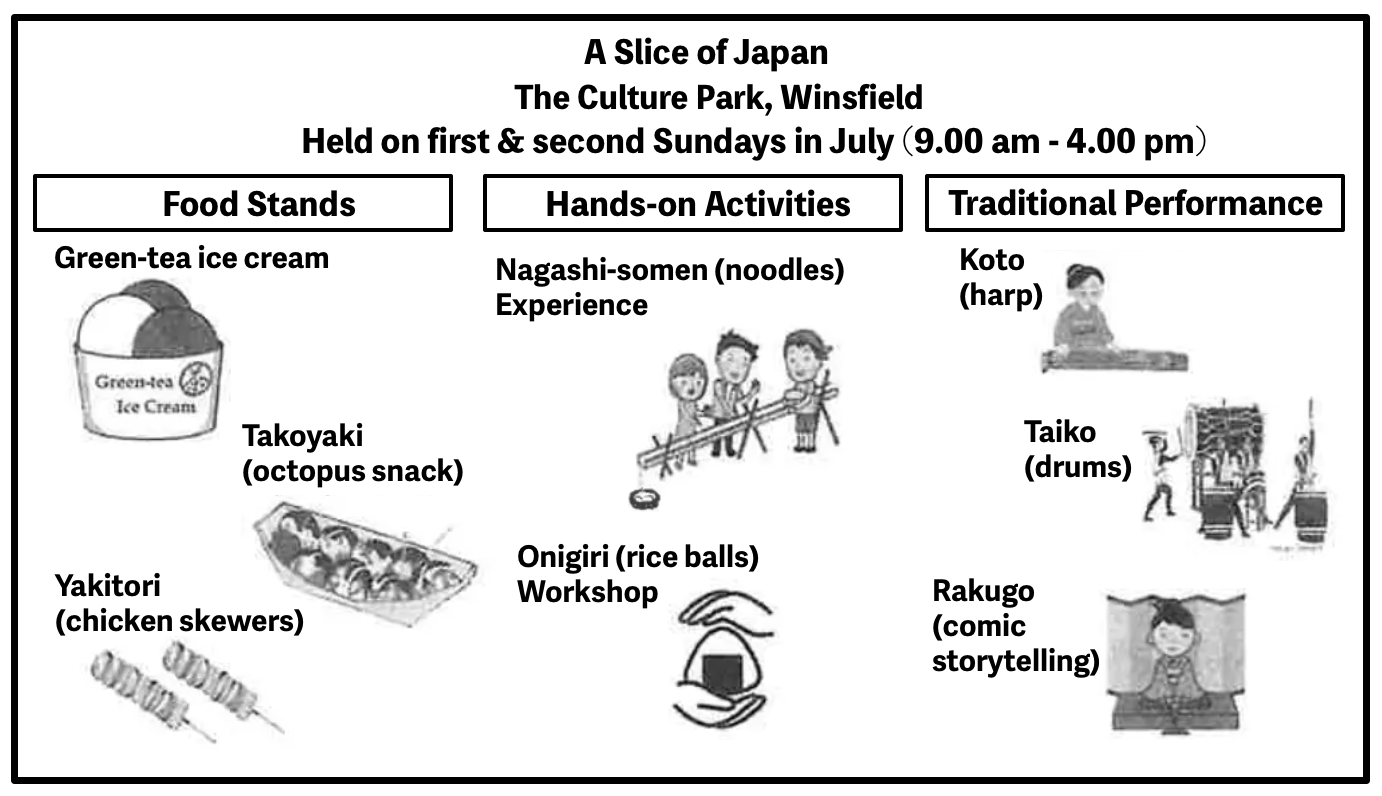 A Slice of Japan
The Culture Park, Winsfield
Held on first & second Sundays in July（9.00 am - 4.00 pm）
Food Stands
Green-tea ice cream
Green-tea
Ice Cream
Takoyaki
(octopus snack)
Yakitori
(chicken skewers)
Hands-on Activities
Nagashi-somen (noodles)
Experience
Onigiri (rice balls)
Workshop
Traditional Performance
Koto
(harp)
Taiko
(drums)
Rakugo
(comic
storytelling)